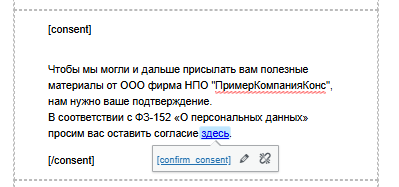 [consent]
Чтобы мы могли и дальше присылать вам полезные
материалы от ООО фирма НПО "ПримерКомпанияКонс",
нам нужно ваше подтверждение.
В соответствии с ФЗ-152 «О персональных данных»
просим вас оставить согласие здесь.
[/consent]
[confirm_consent]